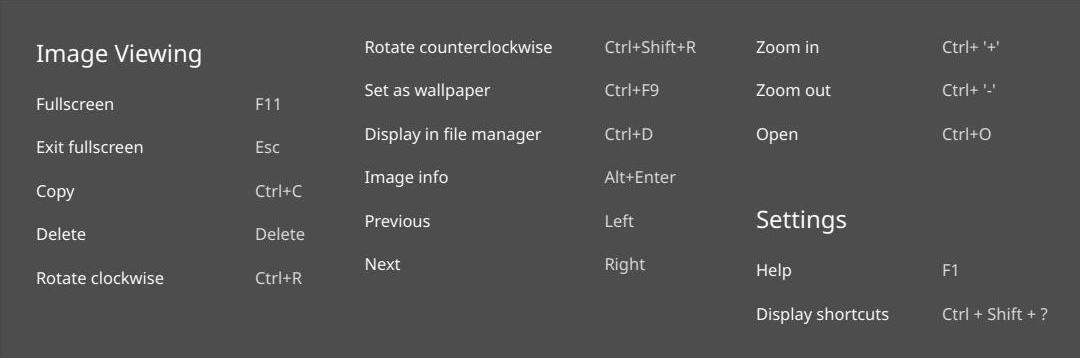 Image Viewing
Fullscreen F11
Exit fullscreen Esc
Copy Ctrl+C
Delete Delete
Rotate clockwise Ctrl+R
Rotate counterclockwise Ctrl+Shift+R
Set as wallpaper Ctrl+F9
Display in file manager Ctrl+D
Image info Alt+Enter
Previous Left
Next Right
Zoom in Ctrl+ '+'
Zoom out Ctrl+ '-'
Open Ctrl+O
Settings
Help F1
Display shortcuts Ctrl + Shift + ?